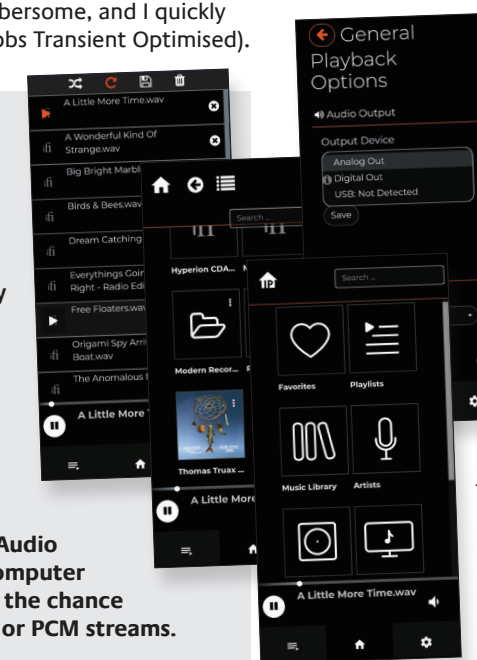 bersome, and I quickly
bbs Transient Optimised).
A Little More Time.wav
A Wonderful Kind Of
Strange.wav
Big Bright Marbl
Birds & Bees.wav
Dream Catching
Everythings Goin
Right - Radio Edi
Free Floaters.wav
Origami Spy Arri
Boat.wav
The Anomalous
A Little More
Search ...
Hyperion CDA...
Modern Recor...
Thomas Truax ...
A Little More
General
Playback
Options
Audio Output
Output Device
Analog Out
Digital Out
USB: Not Detected
Save
Search ...
Favorites
Playlists
Music Library
Artists
A Little More Time.wav
y
Audio
omputer
the chance
or PCM streams.